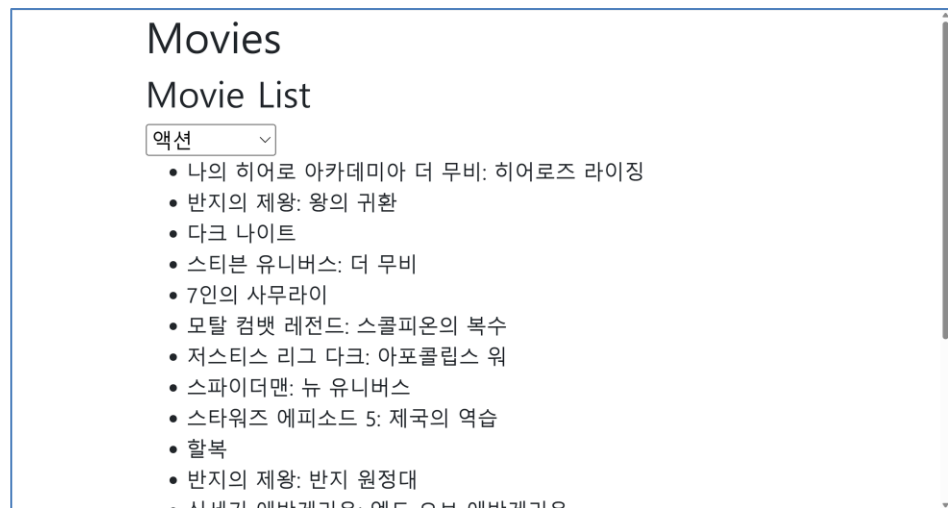 Movies
Movie List
액션
나의 히어로 아카데미아 더 무비: 히어로즈 라이징
반지의 제왕: 왕의 귀환
다크 나이트
스티븐 유니버스: 더 무비
7인의 사무라이
모탈 컴뱃 레전드: 스콜피온의 복수
저스티스 리그 다크: 아포콜립스 워
스파이더맨: 뉴 유니버스
스타워즈 에피소드 5: 제국의 역습
할복
반지의 제왕: 반지 원정대